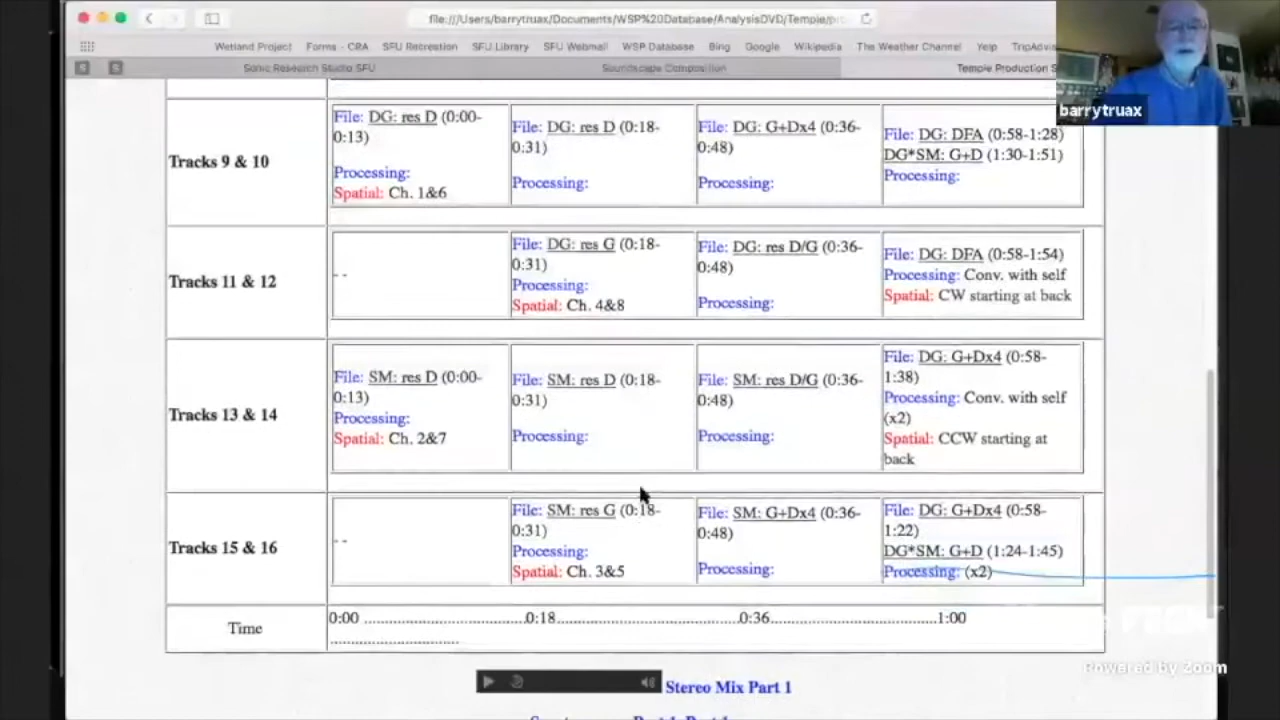 file:///Users/barrytruax/Documents/WSP%20Database/AnalysisDVD/Temple/
Wetland Project Forms - CRA SFU Recreation SFU Library SFU Webmail WSP Database Bing Google Wikipedia The Weather Channel Yelp
S S Sonic Research Studio SFU Soundscape Composition Temple Production S
barrytruax
Tracks 9 & 10
File: DG: res D (0:00-
0:13)
Processing:
Spatial: Ch. 1&6
File: DG: res D (0:18-
0:31)
Processing:
File: DG: G+Dx4 (0:36-
0:48)
Processing:
File: DG: DFA (0:58-1:28)
DG*SM: G+D (1:30-1:51)
Processing:
Tracks 11 & 12
- -
File: DG: res G (0:18-
0:31)
Processing:
Spatial: Ch. 4&8
File: DG: res D/G (0:36-
0:48)
Processing:
File: DG: DFA (0:58-1:54)
Processing: Conv. with self
Spatial: CW starting at back
Tracks 13 & 14
File: SM: res D (0:00-
0:13)
Processing:
Spatial: Ch. 2&7
File: SM: res D (0:18-
0:31)
Processing:
File: SM: res D/G (0:36-
0:48)
Processing:
File: DG: G+Dx4 (0:58-
1:38)
Processing: Conv. with self
(x2)
Spatial: CCW starting at
back
Tracks 15 & 16
- -
File: SM: res G (0:18-
0:31)
Processing:
Spatial: Ch. 3&5
File: SM: G+Dx4 (0:36-
0:48)
Processing:
File: DG: G+Dx4 (0:58-
1:22)
DG*SM: G+D (1:24-1:45)
Processing: (x2)
Time
0:00 ........................................0:18.....................................................0:36..........................................1:00
................................
Powered by Zoom
Stereo Mix Part 1